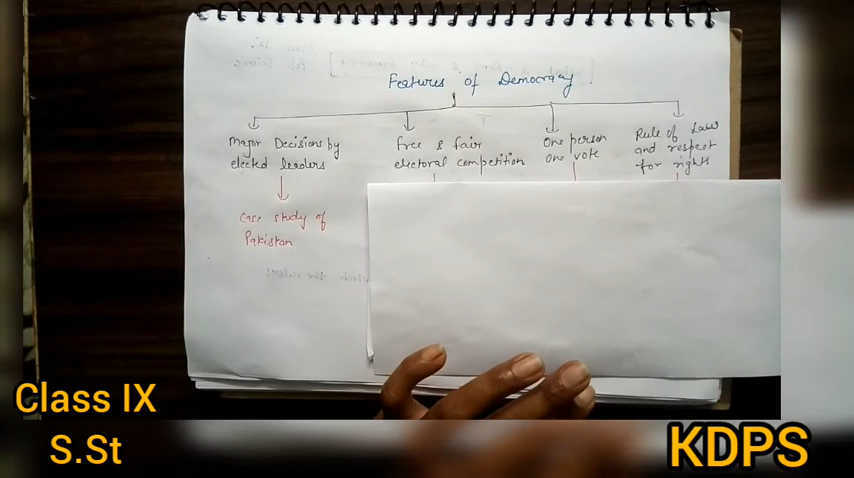 Features of Democracy
Major Decisions by
elected leaders
free & fair
electoral competition
One person
one vote
Rule of Law
and respect
for rights
Case study of
Pakistan
Class IX
S.St
KDPS